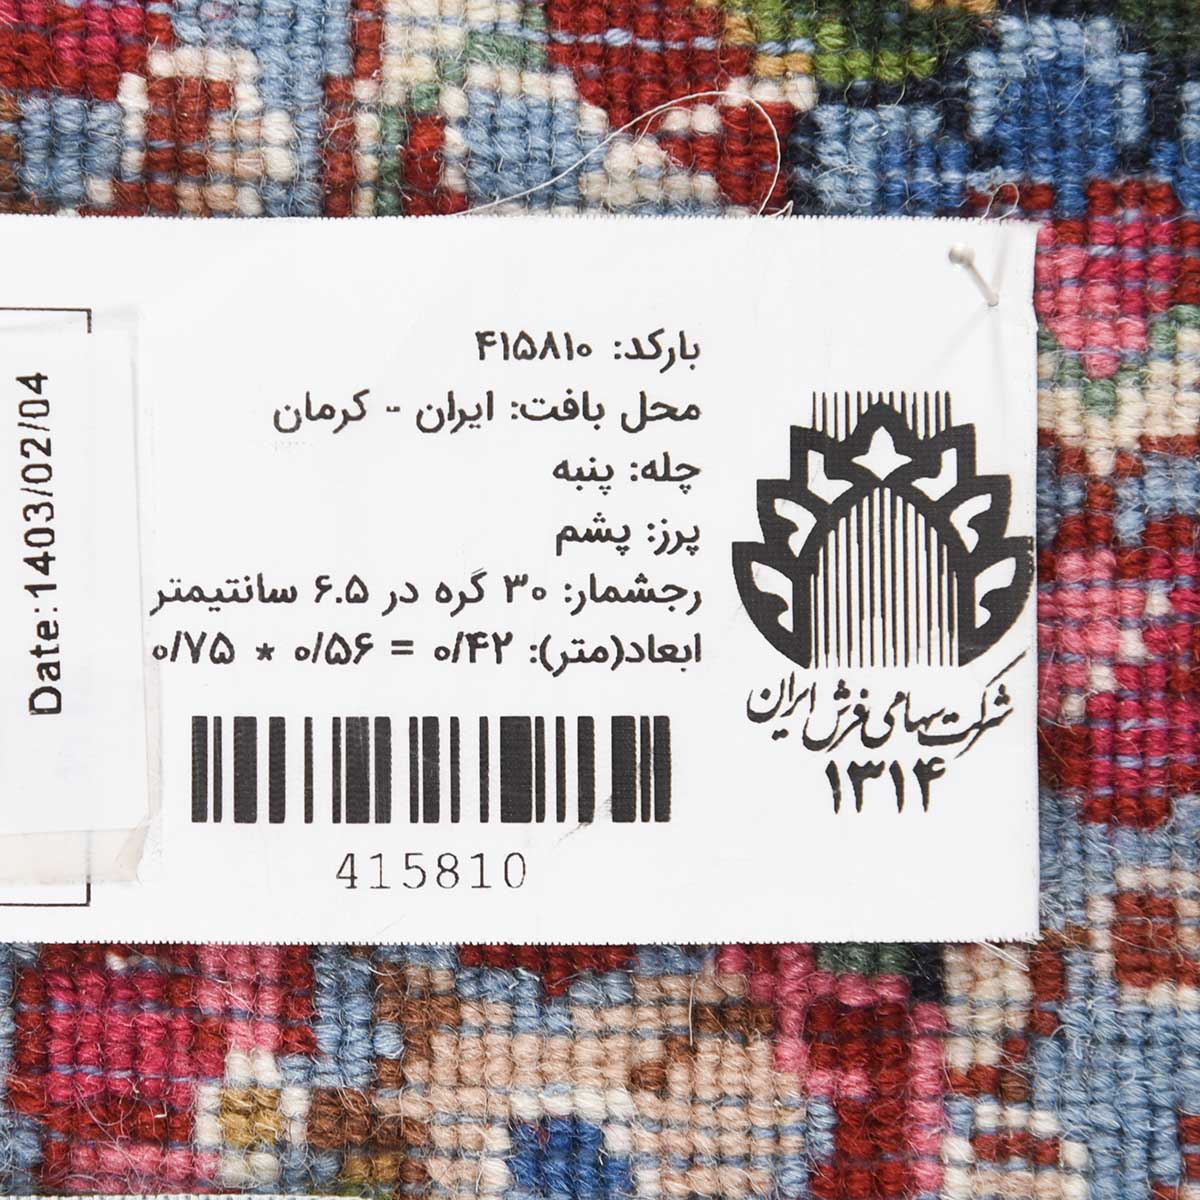 بارکد: ۴۱۵۸۱۰
محل بافت: ایران - کرمان
چله: پنبه
پرز: پشم
رجشمار: ۳۰ گره در ۶.۵ سانتیمتر
ابعاد(متر): ۰/۴۲ = ۰/۵۶ * ۰/۷۵
415810
شرکت سهامی فرش ایران
۱۳۱۴
Date:1403/02/04